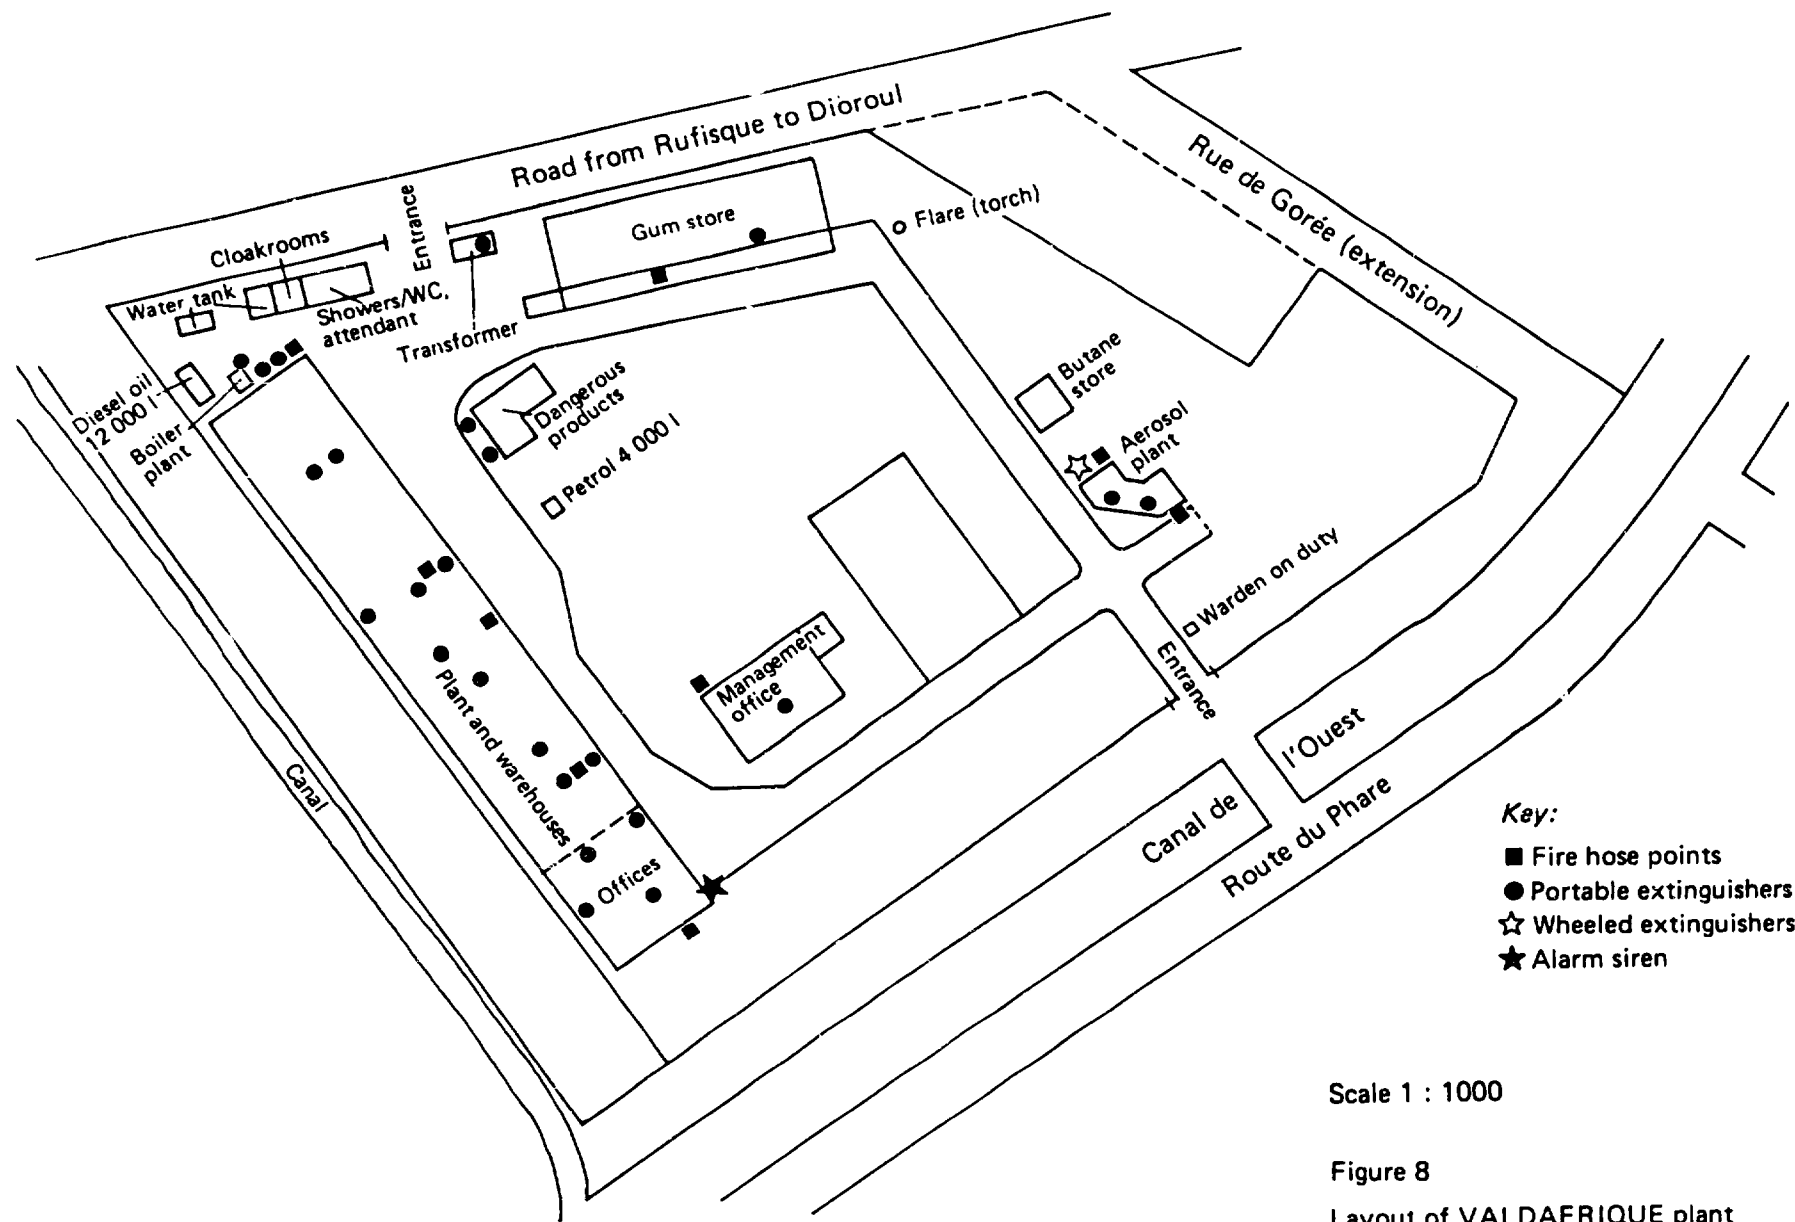 Road from Rufisque to Dioroul
Rue de Gorée (extension)
Entrance
Gum store
Flare (torch)
Cloakrooms
Water tank
Showers/WC,
attendant
Transformer
Diesel oil
12 000 l
Boiler
plant
Dangerous
products
Petrol 4 000 l
Butane
store
Aerosol
plant
Warden on duty
Entrance
Management
office
Plant and warehouses
Offices
Canal
Canal de
l'Ouest
Route du Phare
Key:
Fire hose points
Portable extinguishers
Wheeled extinguishers
Alarm siren
Scale 1 : 1000
Figure 8
Layout of VALDAFRIQUE plant